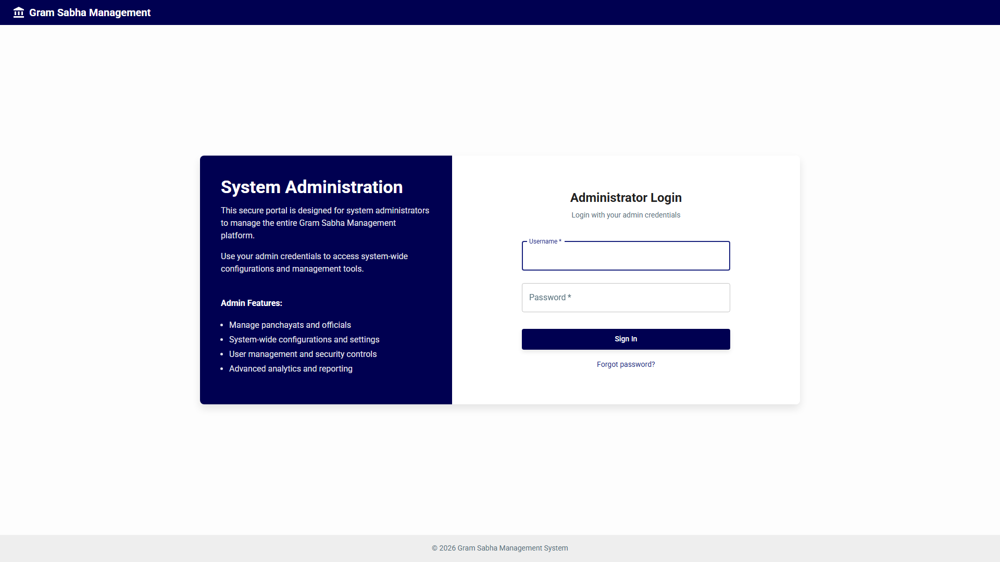 Gram Sabha Management
System Administration
This secure portal is designed for system administrators
to manage the entire Gram Sabha Management
platform.
Use your admin credentials to access system-wide
configurations and management tools.
Admin Features:
• Manage panchayats and officials
• System-wide configurations and settings
• User management and security controls
• Advanced analytics and reporting
Administrator Login
Login with your admin credentials
Username *
Password *
Sign In
Forgot password?
© 2026 Gram Sabha Management System